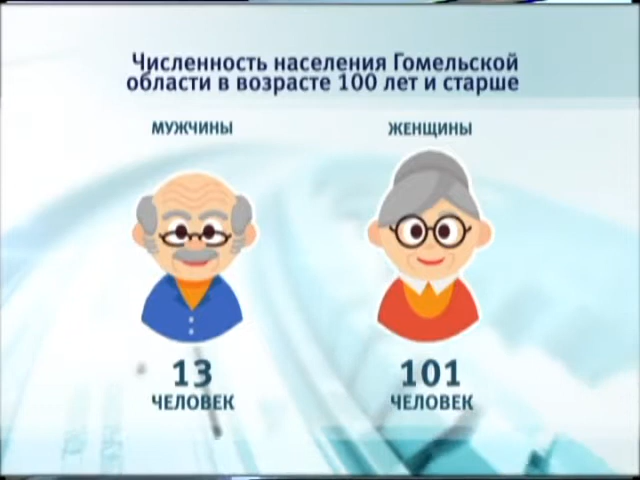 Численность населения Гомельской
области в возрасте 100 лет и старше
МУЖЧИНЫ
ЖЕНЩИНЫ
13
ЧЕЛОВЕК
101
ЧЕЛОВЕК